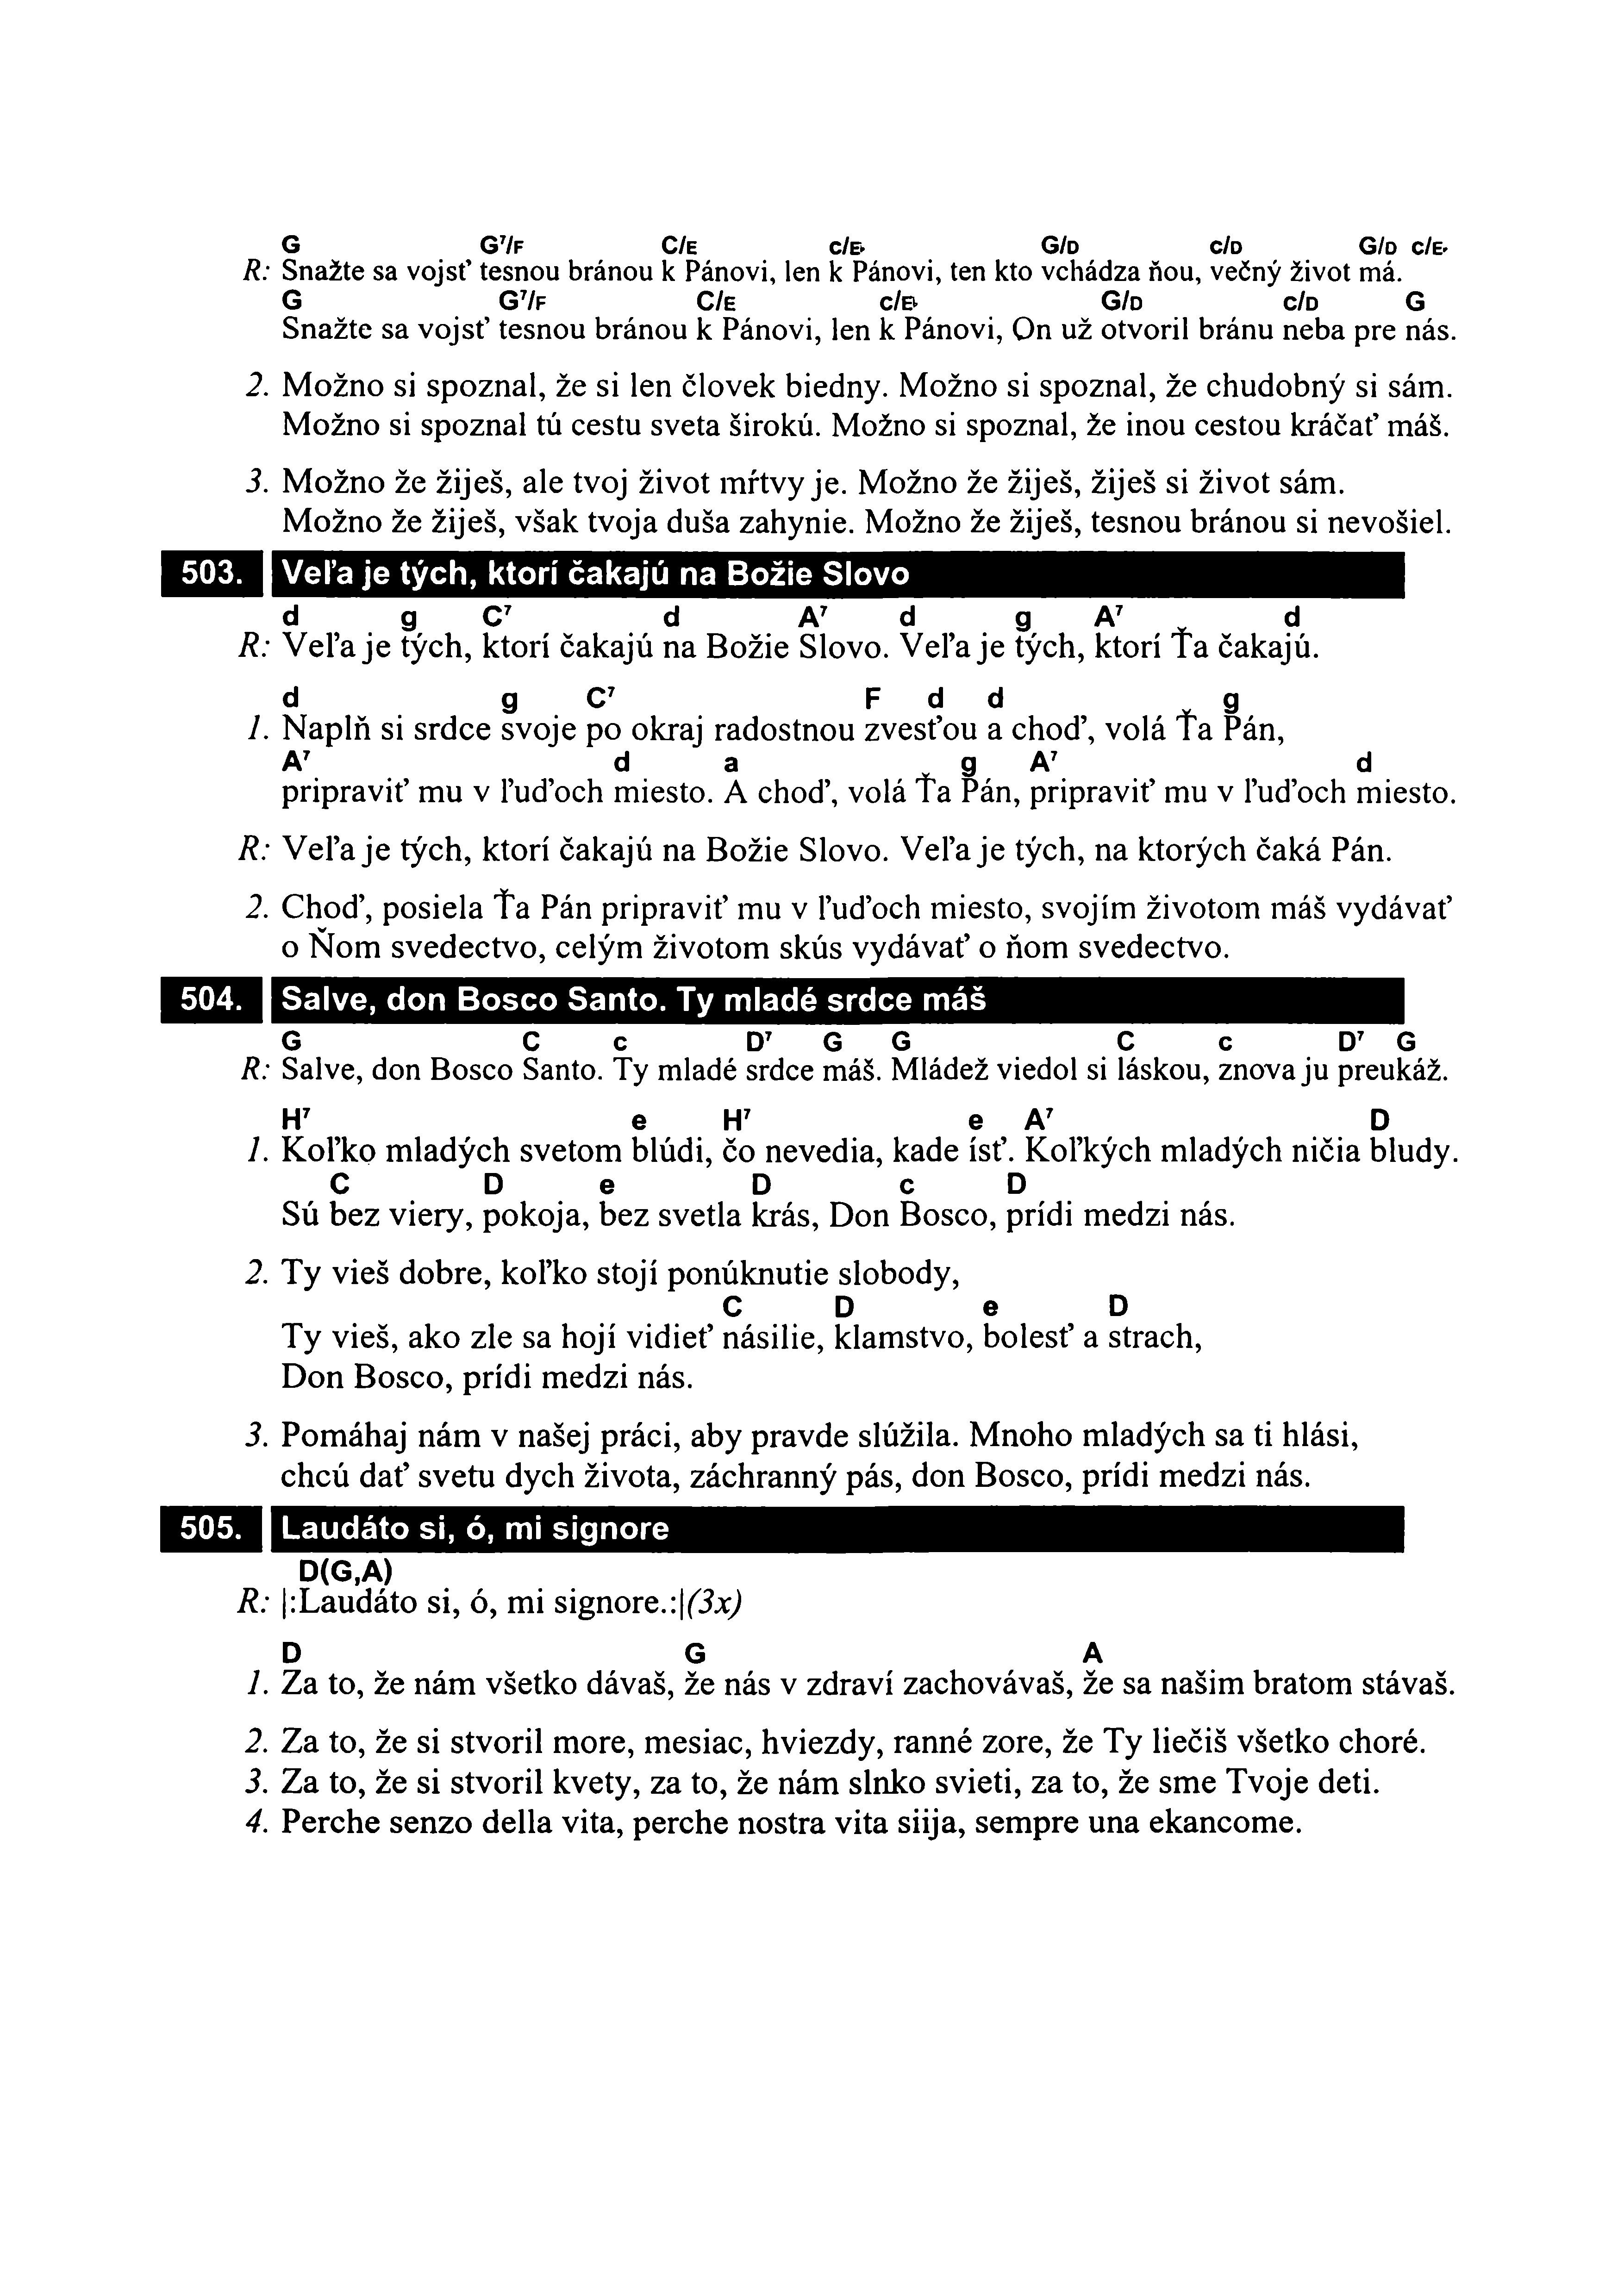 G G7/F C/E c/Es G/D c/D G/D c/Es
R: Snažte sa vojsť tesnou bránou k Pánovi, len k Pánovi, ten kto vchádza ňou, večný život má.
G G7/F C/E c/Es G/D c/D G
Snažte sa vojsť tesnou bránou k Pánovi, len k Pánovi, On už otvoril bránu neba pre nás.
2. Možno si spoznal, že si len človek biedny. Možno si spoznal, že chudobný si sám.
Možno si spoznal tú cestu sveta širokú. Možno si spoznal, že inou cestou kráčať máš.
3. Možno že žiješ, ale tvoj život mŕtvy je. Možno že žiješ, žiješ si život sám.
Možno že žiješ, však tvoja duša zahynie. Možno že žiješ, tesnou bránou si nevošiel.
503. Veľa je tých, ktorí čakajú na Božie Slovo
d g C7 d A7 d g A7 d
R: Veľa je tých, ktorí čakajú na Božie Slovo. Veľa je tých, ktorí Ťa čakajú.
d g C7 F d d g
1. Naplň si srdce svoje po okraj radostnou zvesťou a choď, volá Ťa Pán,
A7 d a g A7 d
pripraviť mu v ľuďoch miesto. A choď, volá Ťa Pán, pripraviť mu v ľuďoch miesto.
R: Veľa je tých, ktorí čakajú na Božie Slovo. Veľa je tých, na ktorých čaká Pán.
2. Choď, posiela Ťa Pán pripraviť mu v ľuďoch miesto, svojím životom máš vydávať
o Ňom svedectvo, celým životom skús vydávať o ňom svedectvo.
504. Salve, don Bosco Santo. Ty mladé srdce máš
G C c D7 G G C c D7 G
R: Salve, don Bosco Santo. Ty mladé srdce máš. Mládež viedol si láskou, znova ju preukáž.
H7 e H7 e A7 D
1. Koľko mladých svetom blúdi, čo nevedia, kade ísť. Koľkých mladých ničia bludy.
C D e D c D
Sú bez viery, pokoja, bez svetla krás, Don Bosco, prídi medzi nás.
2. Ty vieš dobre, koľko stojí ponúknutie slobody,
C D e D
Ty vieš, ako zle sa hojí vidieť násilie, klamstvo, bolesť a strach,
Don Bosco, prídi medzi nás.
3. Pomáhaj nám v našej práci, aby pravde slúžila. Mnoho mladých sa ti hlási,
chcú dať svetu dych života, záchranný pás, don Bosco, prídi medzi nás.
505. Laudáto si, ó, mi signore
D(G,A)
R: |:Laudáto si, ó, mi signore.:|(3x)
D G A
1. Za to, že nám všetko dávaš, že nás v zdraví zachovávaš, že sa našim bratom stávaš.
2. Za to, že si stvoril more, mesiac, hviezdy, ranné zore, že Ty liečiš všetko choré.
3. Za to, že si stvoril kvety, za to, že nám slnko svieti, za to, že sme Tvoje deti.
4. Perche senzo della vita, perche nostra vita siija, sempre una ekancome.